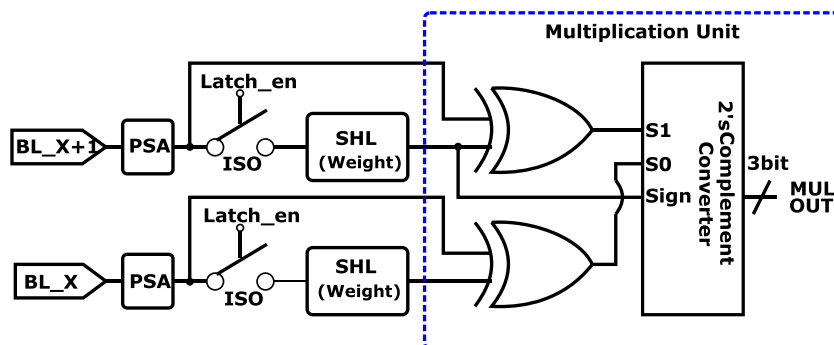 Multiplication Unit
Latch_en
BL_X+1
PSA
ISO
SHL
(Weight)
S1
S0
Sign
2'sComplement
Converter
3bit
MUL
OUT
Latch_en
BL_X
PSA
ISO
SHL
(Weight)